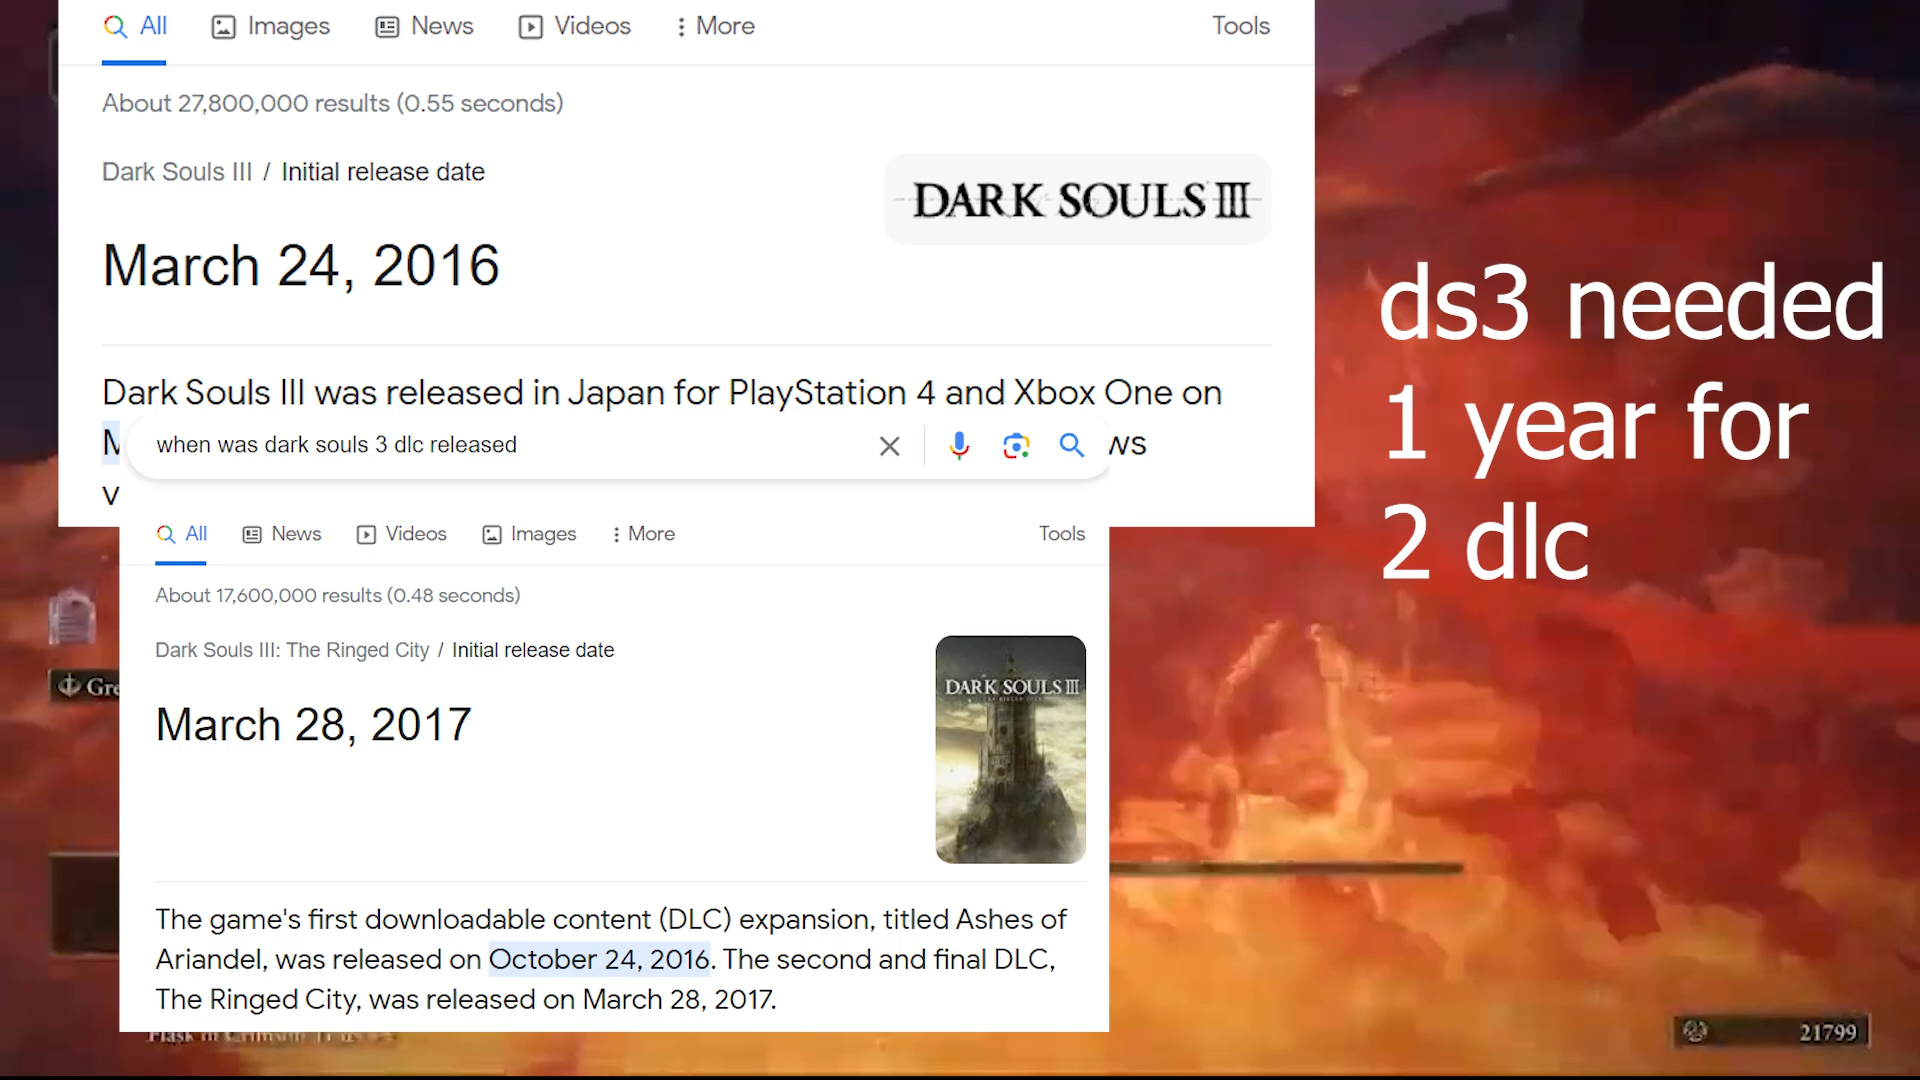 All Images News Videos More Tools
About 27,800,000 results (0.55 seconds)
Dark Souls III / Initial release date
DARK SOULS III
March 24, 2016
Dark Souls III was released in Japan for PlayStation 4 and Xbox One on
when was dark souls 3 dlc released
All News Videos Images More Tools
About 17,600,000 results (0.48 seconds)
Dark Souls III: The Ringed City / Initial release date
DARK SOULS III
March 28, 2017
The game's first downloadable content (DLC) expansion, titled Ashes of
Ariandel, was released on October 24, 2016. The second and final DLC,
The Ringed City, was released on March 28, 2017.
ds3 needed
1 year for
2 dlc
Gre
21799